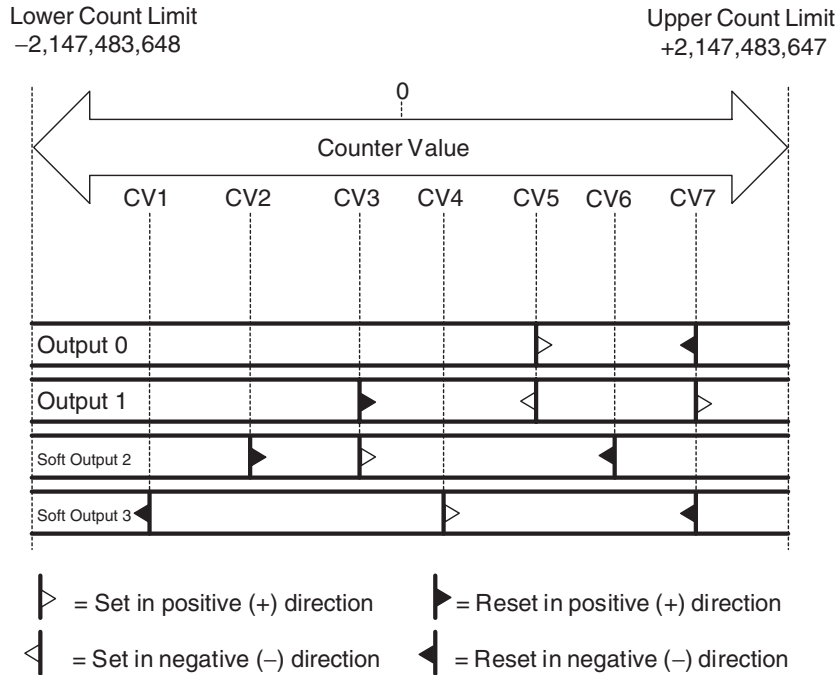 Lower Count Limit
−2,147,483,648
Upper Count Limit
+2,147,483,647
0
Counter Value
CV1 CV2 CV3 CV4 CV5 CV6 CV7
Output 0
Output 1
Soft Output 2
Soft Output 3
= Set in positive (+) direction
= Reset in positive (+) direction
= Set in negative (−) direction
= Reset in negative (−) direction